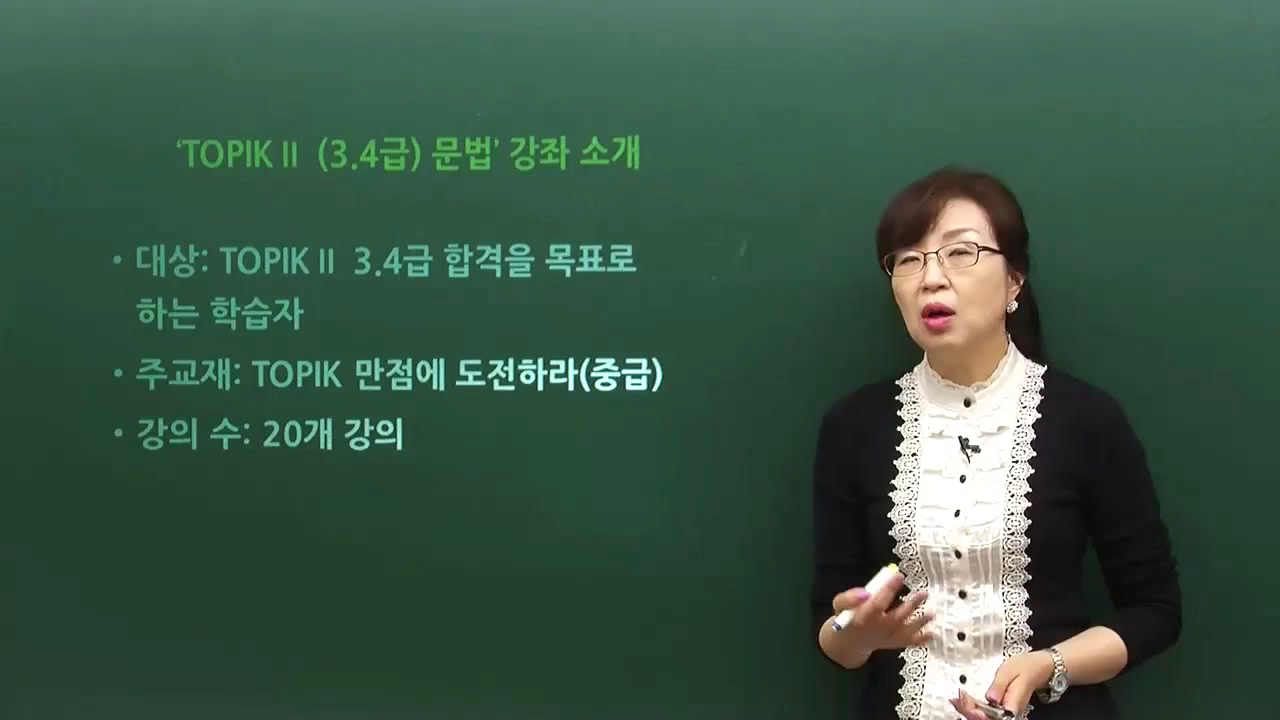 ‘TOPIK II (3.4급) 문법’ 강좌 소개
• 대상: TOPIK II 3.4급 합격을 목표로
하는 학습자
• 주교재: TOPIK 만점에 도전하라(중급)
• 강의 수: 20개 강의